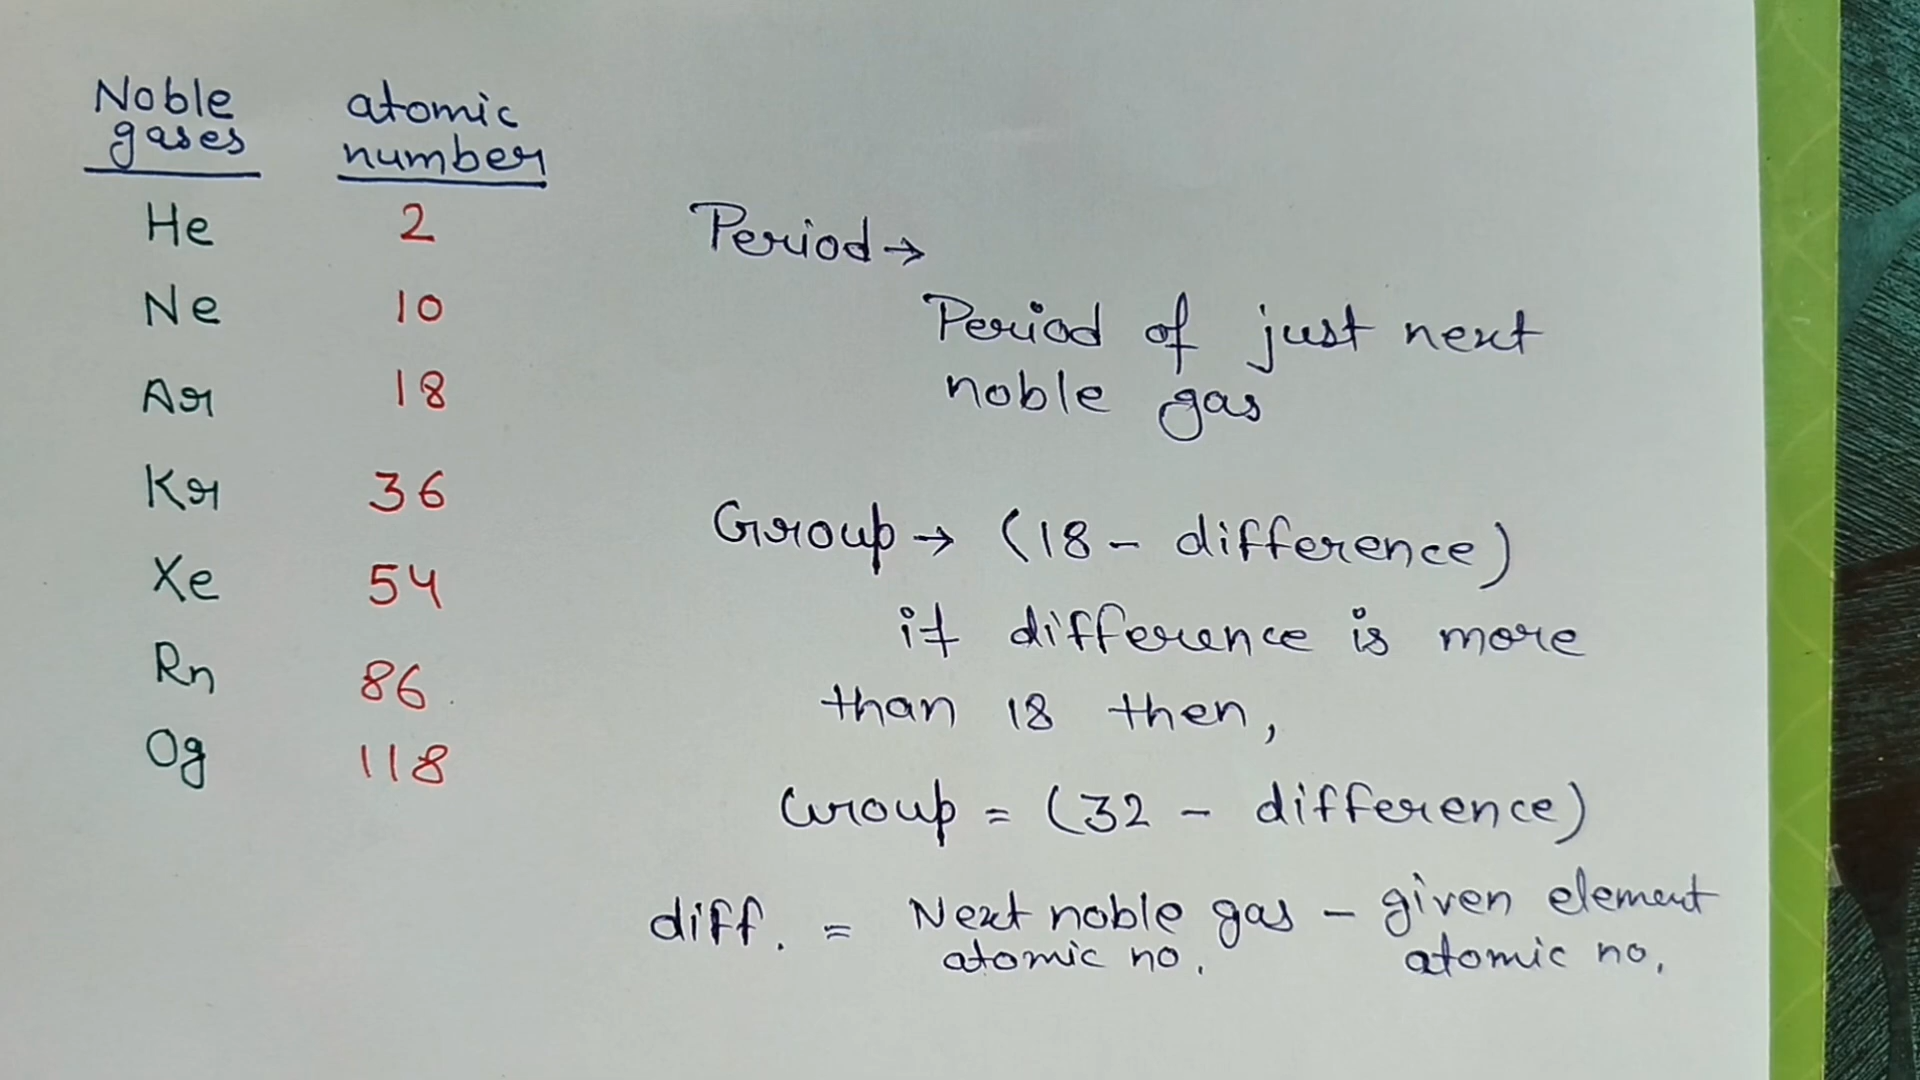 Noble gases
atomic number
He 2
Ne 10
Ar 18
Kr 36
Xe 54
Rn 86
Og 118
Period →
Period of just next
noble gas
Group → (18 - difference)
if difference is more
than 18 then,
Group = (32 - difference)
diff. = Next noble gas - given element
atomic no. atomic no.